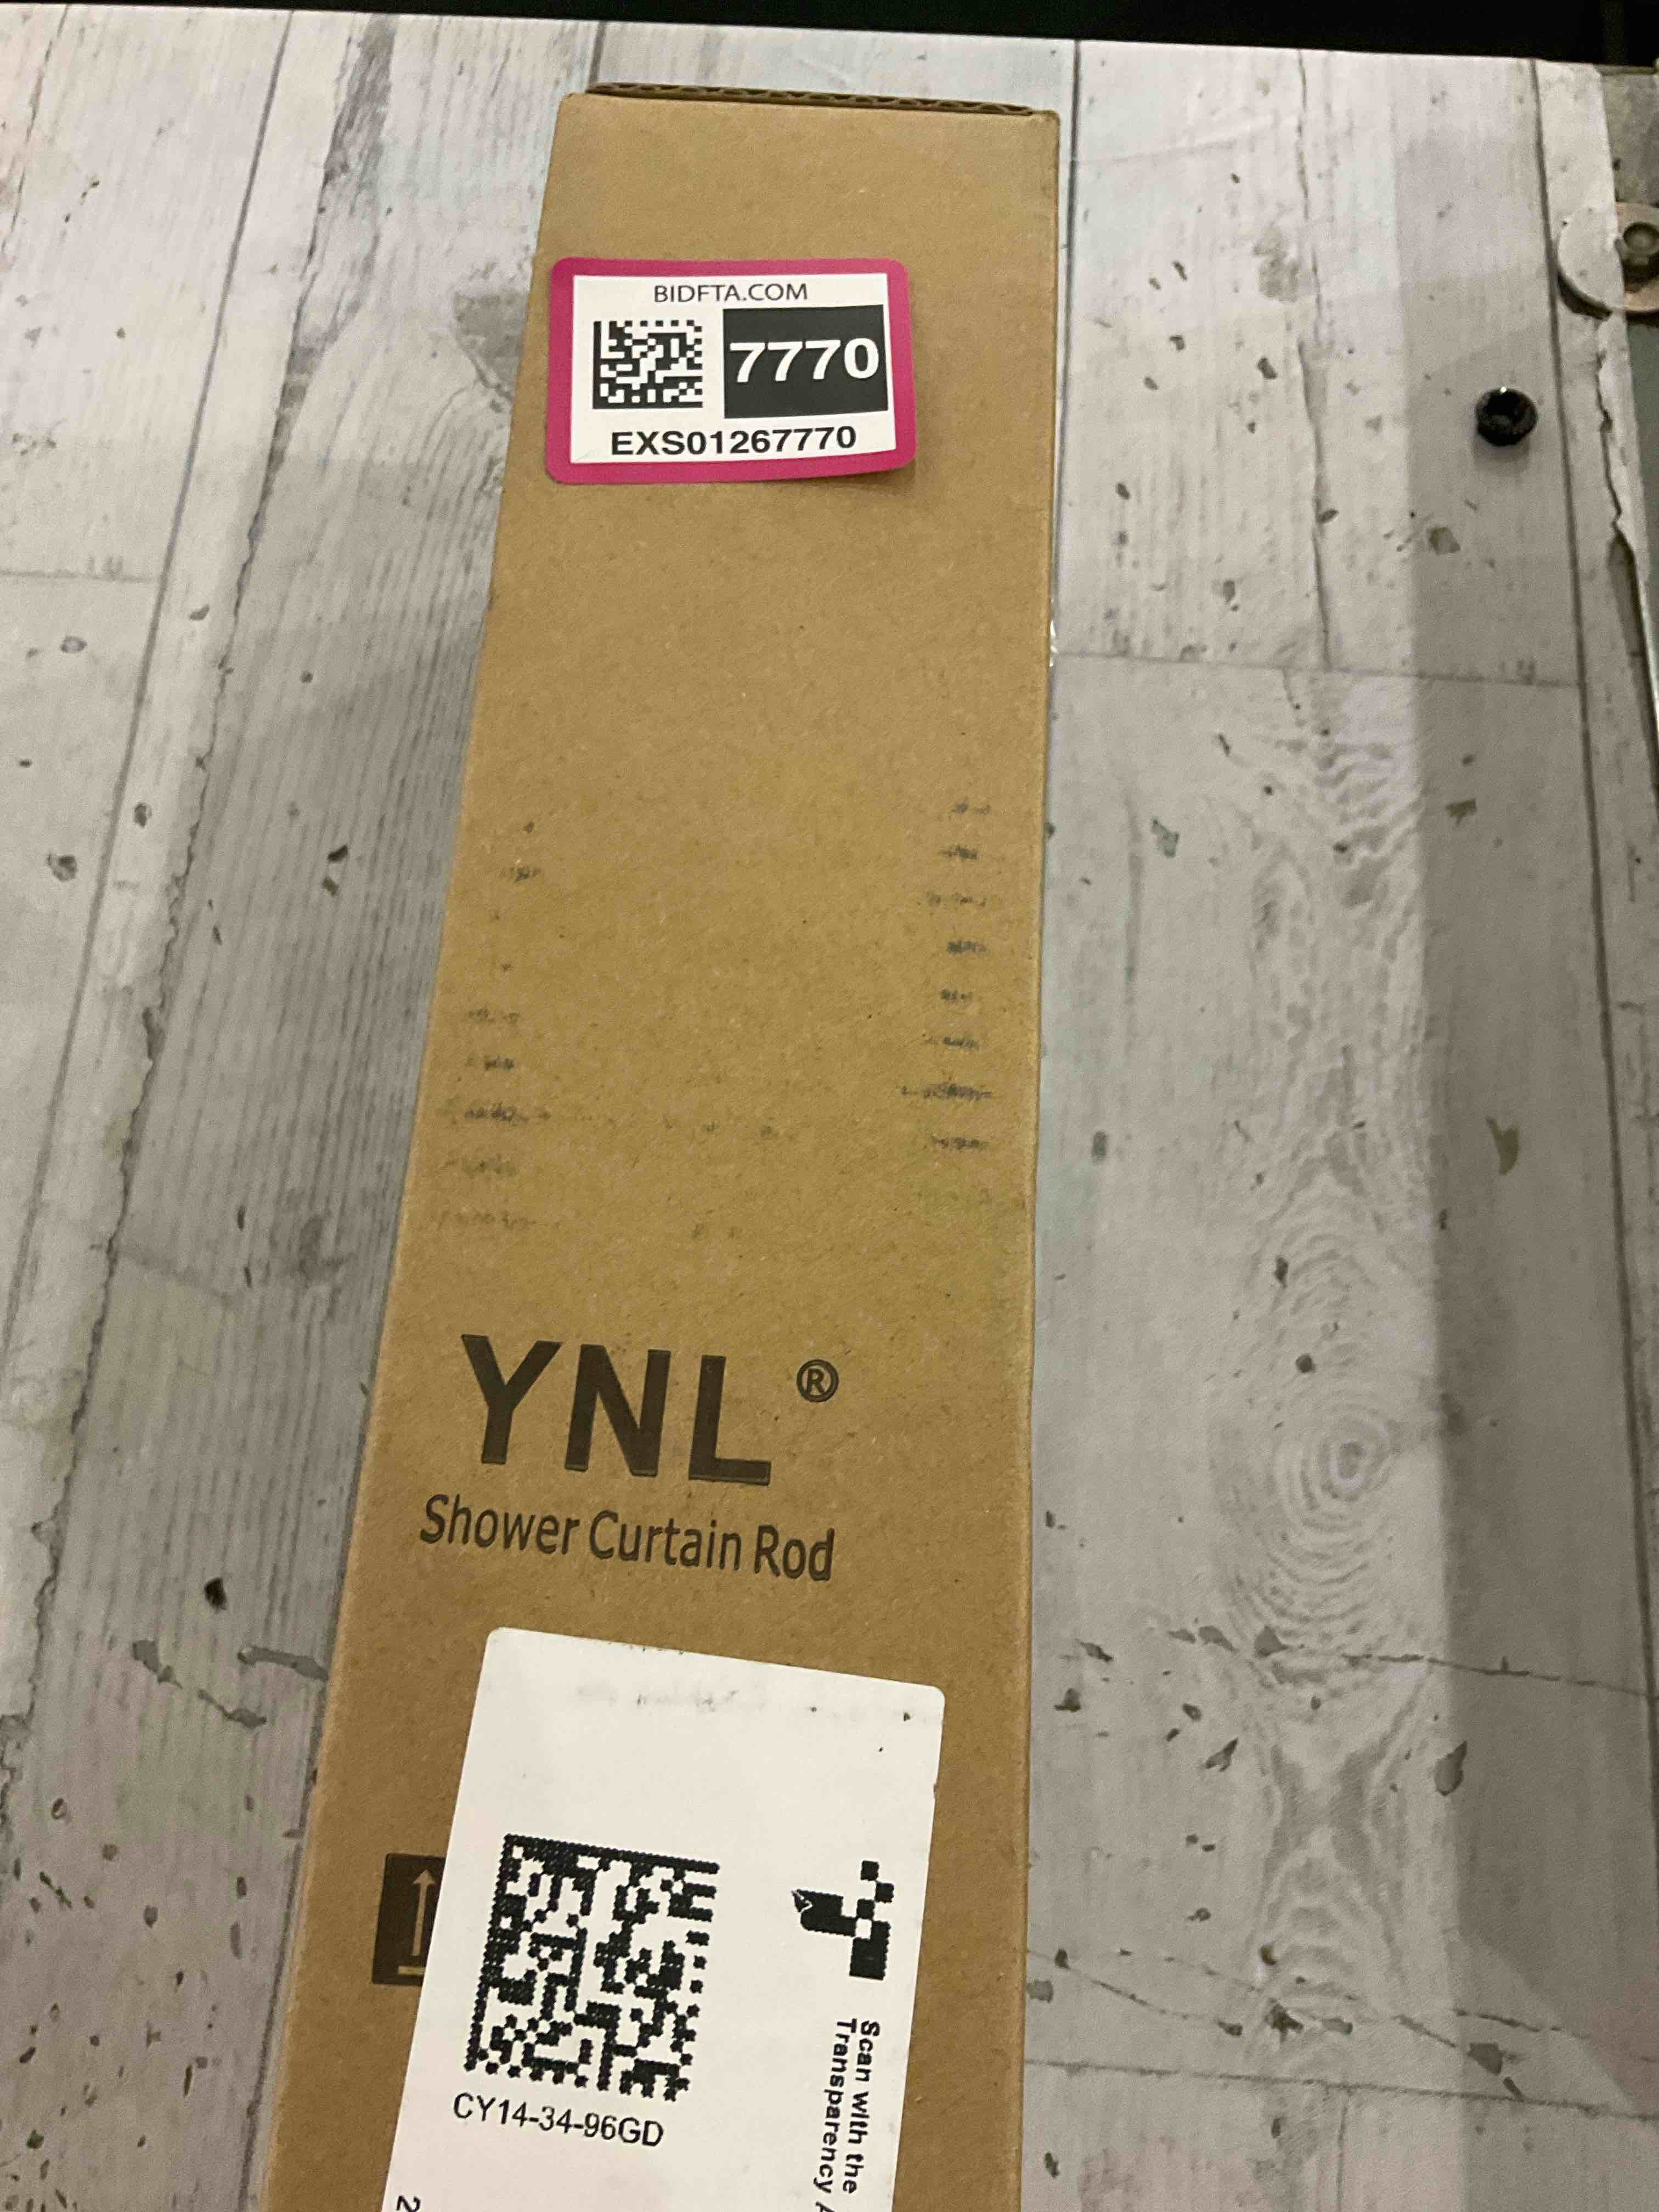 BIDFTA.COM
7770
EXS01267770
YNL®
Shower Curtain Rod
CY14-34-96GD
Scan with the
Transparency